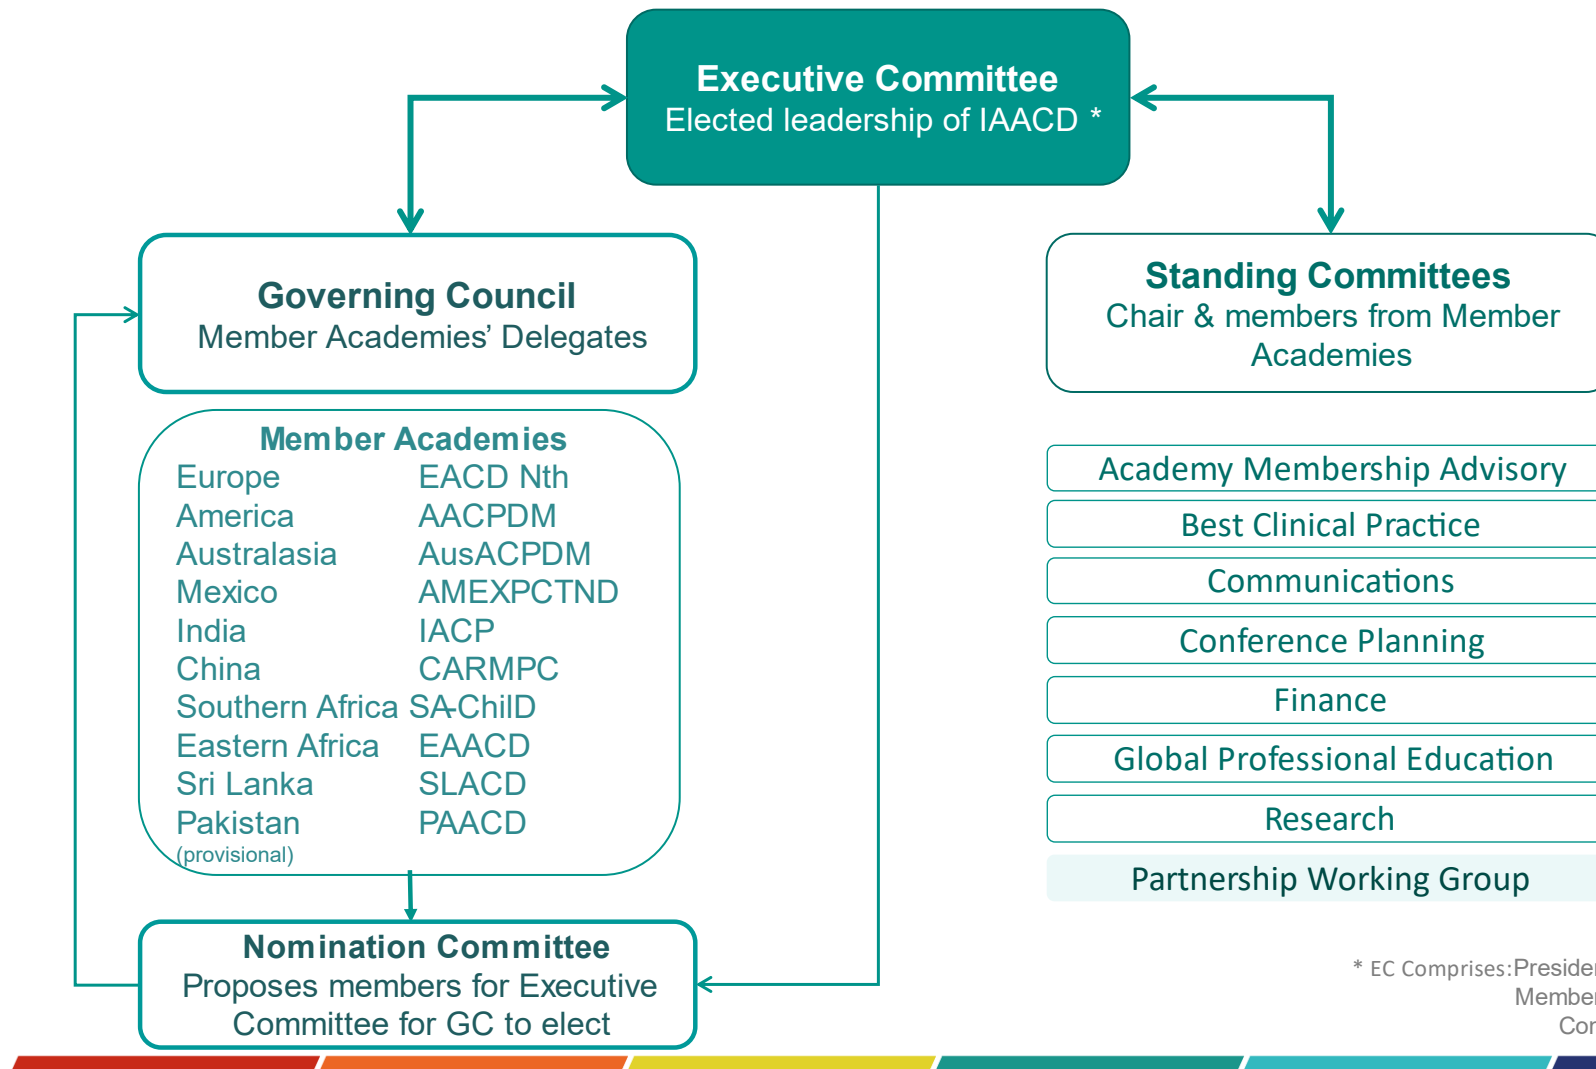 Executive Committee
Elected leadership of IAACD *
Governing Council
Member Academies' Delegates
Standing Committees
Chair & members from Member
Academies
Member Academies
Europe EACD Nth
America AACPDM
Australasia AusACPDM
Mexico AMEXPCTND
India IACP
China CARMPC
Southern Africa SA-ChilD
Eastern Africa EAACD
Sri Lanka SLACD
Pakistan PAACD
(provisional)
Academy Membership Advisory
Best Clinical Practice
Communications
Conference Planning
Finance
Global Professional Education
Research
Partnership Working Group
Nomination Committee
Proposes members for Executive
Committee for GC to elect
* EC Comprises: